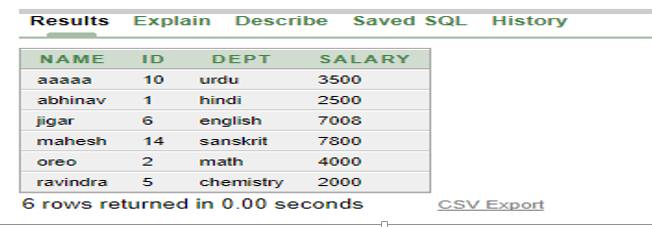 Results Explain Describe Saved SQL History
NAME ID DEPT SALARY
aaaaa 10 urdu 3500
abhinav 1 hindi 2500
jigar 6 english 7008
mahesh 14 sanskrit 7800
oreo 2 math 4000
ravindra 5 chemistry 2000
6 rows returned in 0.00 seconds CSV Export